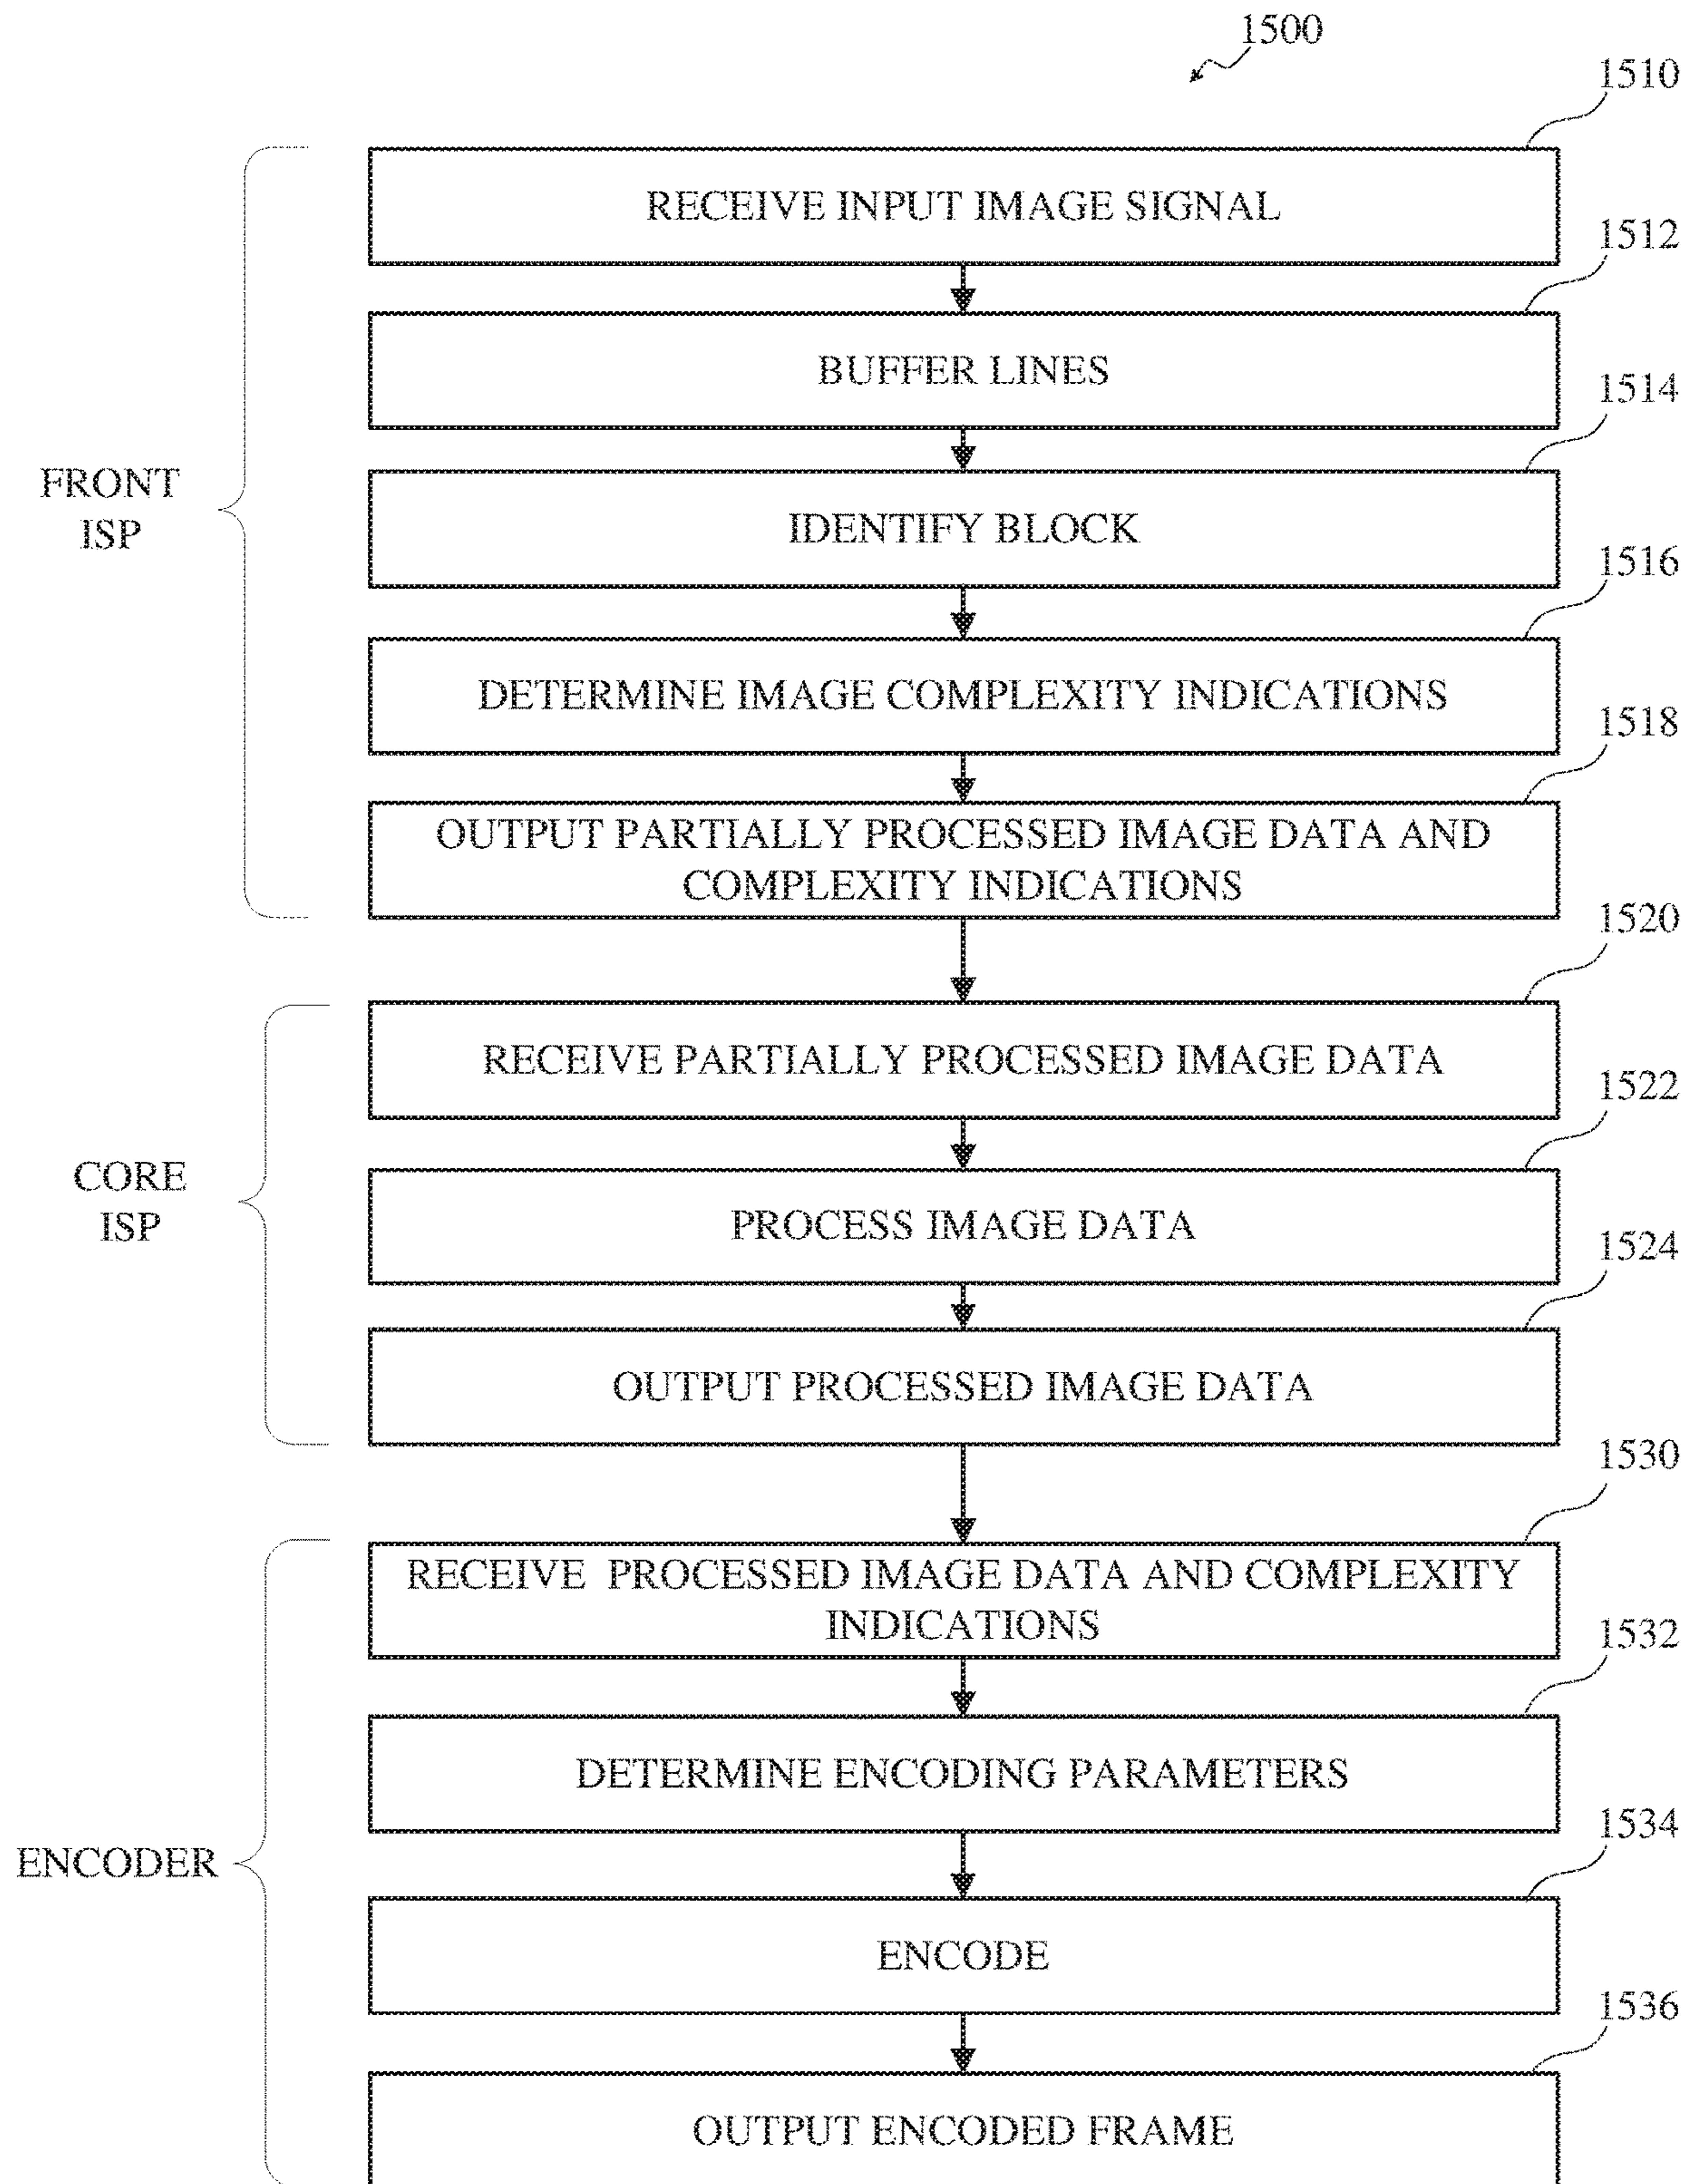 1500
1510
RECEIVE INPUT IMAGE SIGNAL
1512
BUFFER LINES
1514
FRONT
ISP
IDENTIFY BLOCK
1516
DETERMINE IMAGE COMPLEXITY INDICATIONS
1518
OUTPUT PARTIALLY PROCESSED IMAGE DATA AND
COMPLEXITY INDICATIONS
1520
RECEIVE PARTIALLY PROCESSED IMAGE DATA
1522
CORE
ISP
PROCESS IMAGE DATA
1524
OUTPUT PROCESSED IMAGE DATA
1530
RECEIVE PROCESSED IMAGE DATA AND COMPLEXITY
INDICATIONS
1532
DETERMINE ENCODING PARAMETERS
1534
ENCODER
ENCODE
1536
OUTPUT ENCODED FRAME